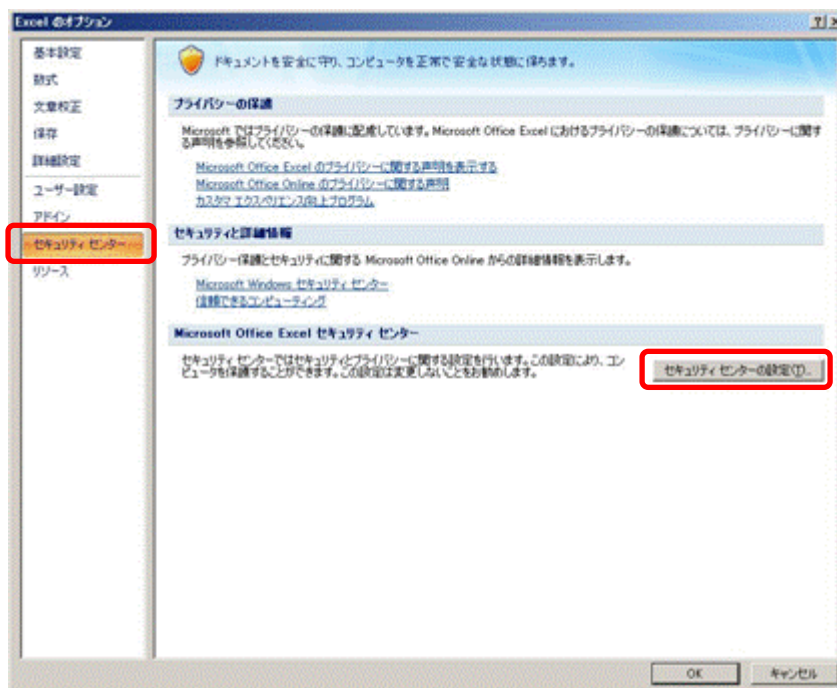 Excel のオプション
基本設定
数式
文章校正
保存
詳細設定
ユーザー設定
アドイン
セキュリティ センター
リソース
ドキュメントを安全に守り、コンピュータを正常で安全な状態に保ちます。
プライバシーの保護
Microsoft ではプライバシーの保護に配慮しています。Microsoft Office Excel におけるプライバシーの保護については、プライバシーに関す
る声明を参照してください。
Microsoft Office Excel のプライバシーに関する声明を表示する
Microsoft Office Online のプライバシーに関する声明
カスタマ エクスペリエンス向上プログラム
セキュリティと詳細情報
プライバシー保護とセキュリティに関する Microsoft Office Online からの詳細情報を表示します。
Microsoft Windows セキュリティ センター
信頼できるコンピューティング
Microsoft Office Excel セキュリティ センター
セキュリティ センターではセキュリティとプライバシーに関する設定を行います。この設定により、コン
ピュータを保護することができます。この設定は変更しないことをお勧めします。
セキュリティ センターの設定(T)...
OK
キャンセル